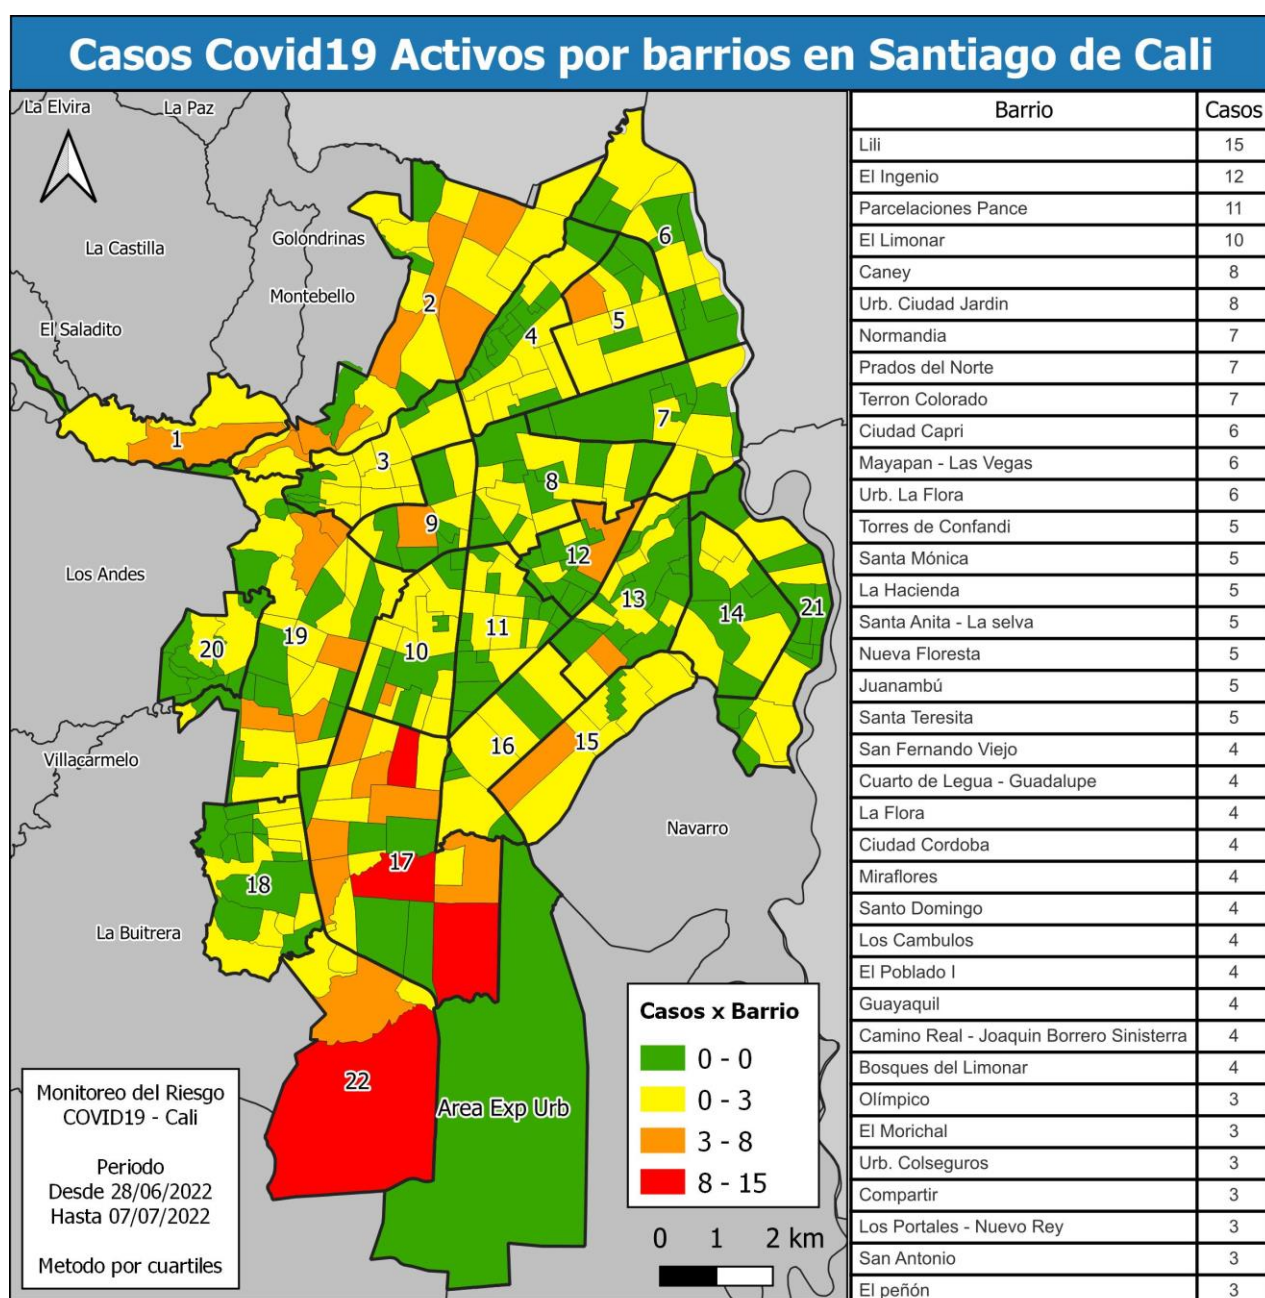 Casos Covid19 Activos por barrios en Santiago de Cali
La Elvira
La Paz
La Castilla
Golondrinas
Montebello
El Saladito
Los Andes
Villacarmelo
La Buitrera
Navarro
1
2
3
4
5
6
7
8
9
10
11
12
13
14
15
16
17
18
19
20
21
22
Area Exp Urb
Monitoreo del Riesgo
COVID19 - Cali
Periodo
Desde 28/06/2022
Hasta 07/07/2022
Metodo por cuartiles
Casos x Barrio
0 - 0
0 - 3
3 - 8
8 - 15
0 1 2 km
Barrio Casos
Lili 15
El Ingenio 12
Parcelaciones Pance 11
El Limonar 10
Caney 8
Urb. Ciudad Jardin 8
Normandia 7
Prados del Norte 7
Terron Colorado 7
Ciudad Capri 6
Mayapan - Las Vegas 6
Urb. La Flora 6
Torres de Confandi 5
Santa Mónica 5
La Hacienda 5
Santa Anita - La selva 5
Nueva Floresta 5
Juanambú 5
Santa Teresita 5
San Fernando Viejo 4
Cuarto de Legua - Guadalupe 4
La Flora 4
Ciudad Cordoba 4
Miraflores 4
Santo Domingo 4
Los Cambulos 4
El Poblado I 4
Guayaquil 4
Camino Real - Joaquin Borrero Sinisterra 4
Bosques del Limonar 4
Olímpico 3
El Morichal 3
Urb. Colseguros 3
Compartir 3
Los Portales - Nuevo Rey 3
San Antonio 3
El peñón 3